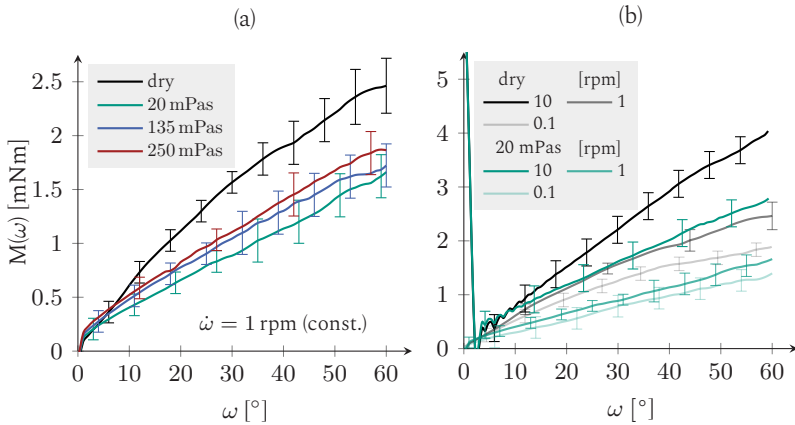 (a)
(b)
M(ω) [mNm]
2.5
2
1.5
1
0.5
0
dry
20 mPas
135 mPas
250 mPas
ω̇ = 1 rpm (const.)
0 10 20 30 40 50 60
ω [°]
5
4
3
2
1
0
dry [rpm]
10 1
0.1
20 mPas [rpm]
10 1
0.1
0 10 20 30 40 50 60
ω [°]